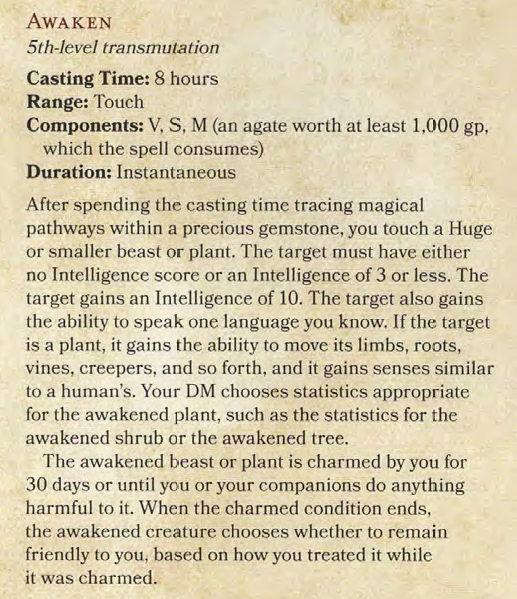 AWAKEN
5th-level transmutation
Casting Time: 8 hours
Range: Touch
Components: V, S, M (an agate worth at least 1,000 gp,
which the spell consumes)
Duration: Instantaneous
After spending the casting time tracing magical
pathways within a precious gemstone, you touch a Huge
or smaller beast or plant. The target must have either
no Intelligence score or an Intelligence of 3 or less. The
target gains an Intelligence of 10. The target also gains
the ability to speak one language you know. If the target
is a plant, it gains the ability to move its limbs, roots,
vines, creepers, and so forth, and it gains senses similar
to a human's. Your DM chooses statistics appropriate
for the awakened plant, such as the statistics for the
awakened shrub or the awakened tree.
The awakened beast or plant is charmed by you for
30 days or until you or your companions do anything
harmful to it. When the charmed condition ends,
the awakened creature chooses whether to remain
friendly to you, based on how you treated it while
it was charmed.